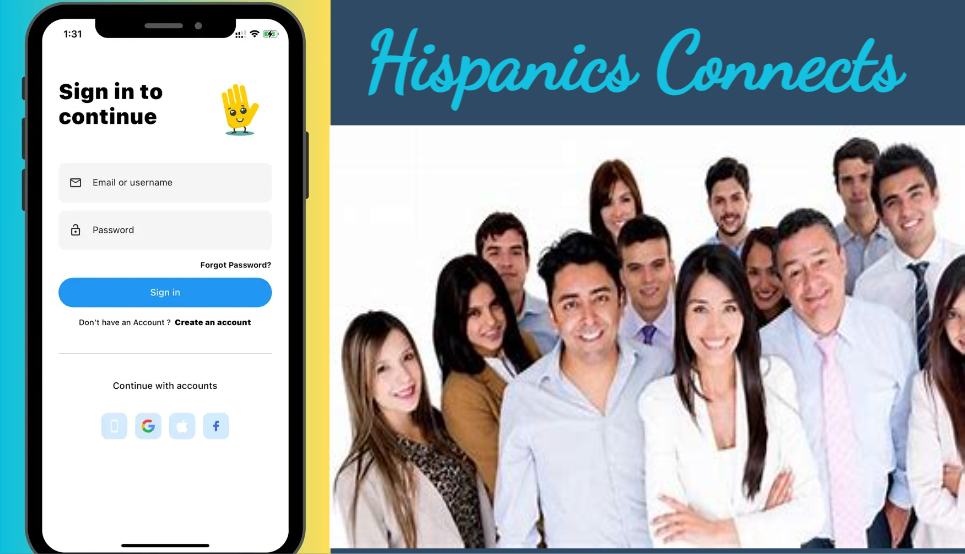 1:31
Sign in to
continue
Email or username
Password
Forgot Password?
Sign in
Don't have an Account ? Create an account
Continue with accounts
Hispanics Connects